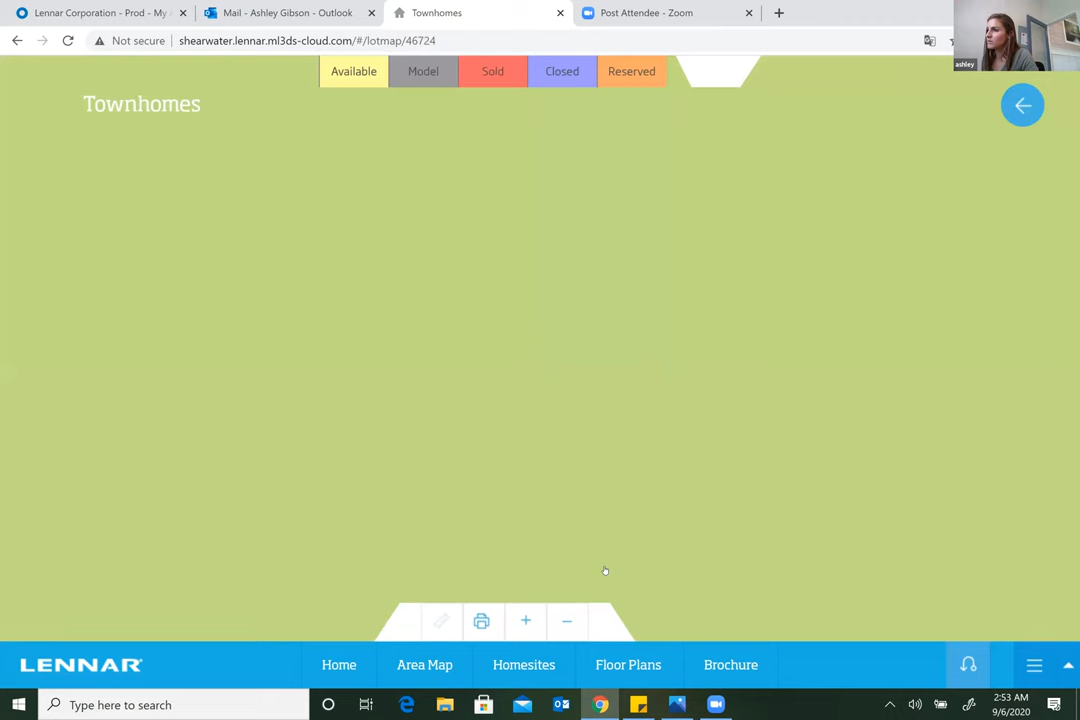 Lennar Corporation - Prod - My
Mail - Ashley Gibson - Outlook
Townhomes
Post Attendee - Zoom
Not secure
shearwater.lennar.ml3ds-cloud.com/#/lotmap/46724
ashley
Available
Model
Sold
Closed
Reserved
Townhomes
LENNAR
Home
Area Map
Homesites
Floor Plans
Brochure
Type here to search
2:53 AM
9/6/2020